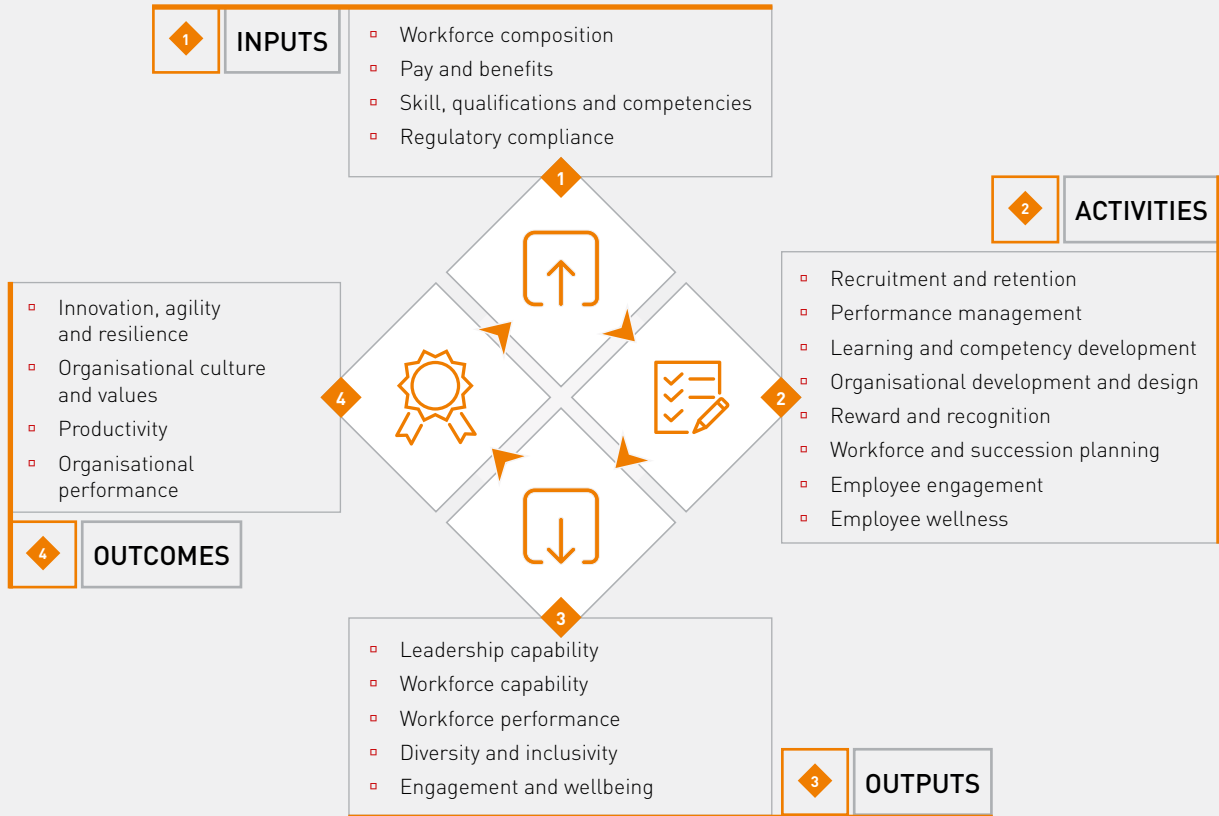 1
INPUTS
Workforce composition
Pay and benefits
Skill, qualifications and competencies
Regulatory compliance
1
2
ACTIVITIES
Recruitment and retention
Performance management
Learning and competency development
Organisational development and design
Reward and recognition
Workforce and succession planning
Employee engagement
Employee wellness
2
3
Leadership capability
Workforce capability
Workforce performance
Diversity and inclusivity
Engagement and wellbeing
3
OUTPUTS
Innovation, agility
and resilience
Organisational culture
and values
Productivity
Organisational
performance
4
4
OUTCOMES